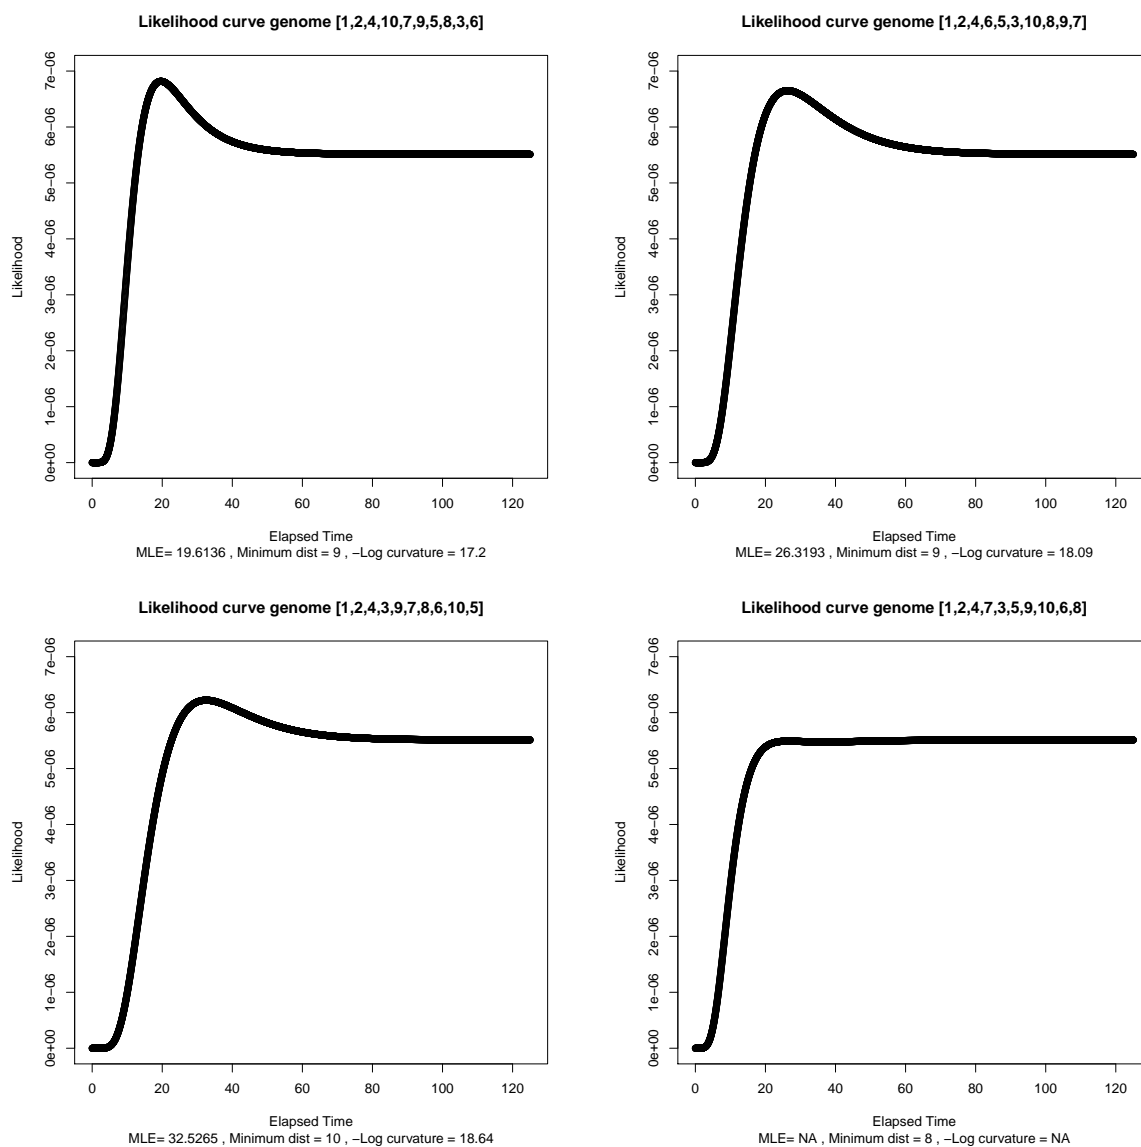 Likelihood curve genome [1,2,4,10,7,9,5,8,3,6]
Likelihood
7e−06
6e−06
5e−06
4e−06
3e−06
2e−06
1e−06
0e+00
0 20 40 60 80 100 120
Elapsed Time
MLE= 19.6136 , Minimum dist = 9 , −Log curvature = 17.2
Likelihood curve genome [1,2,4,6,5,3,10,8,9,7]
Likelihood
7e−06
6e−06
5e−06
4e−06
3e−06
2e−06
1e−06
0e+00
0 20 40 60 80 100 120
Elapsed Time
MLE= 26.3193 , Minimum dist = 9 , −Log curvature = 18.09
Likelihood curve genome [1,2,4,3,9,7,8,6,10,5]
Likelihood
7e−06
6e−06
5e−06
4e−06
3e−06
2e−06
1e−06
0e+00
0 20 40 60 80 100 120
Elapsed Time
MLE= 32.5265 , Minimum dist = 10 , −Log curvature = 18.64
Likelihood curve genome [1,2,4,7,3,5,9,10,6,8]
Likelihood
7e−06
6e−06
5e−06
4e−06
3e−06
2e−06
1e−06
0e+00
0 20 40 60 80 100 120
Elapsed Time
MLE= NA , Minimum dist = 8 , −Log curvature = NA